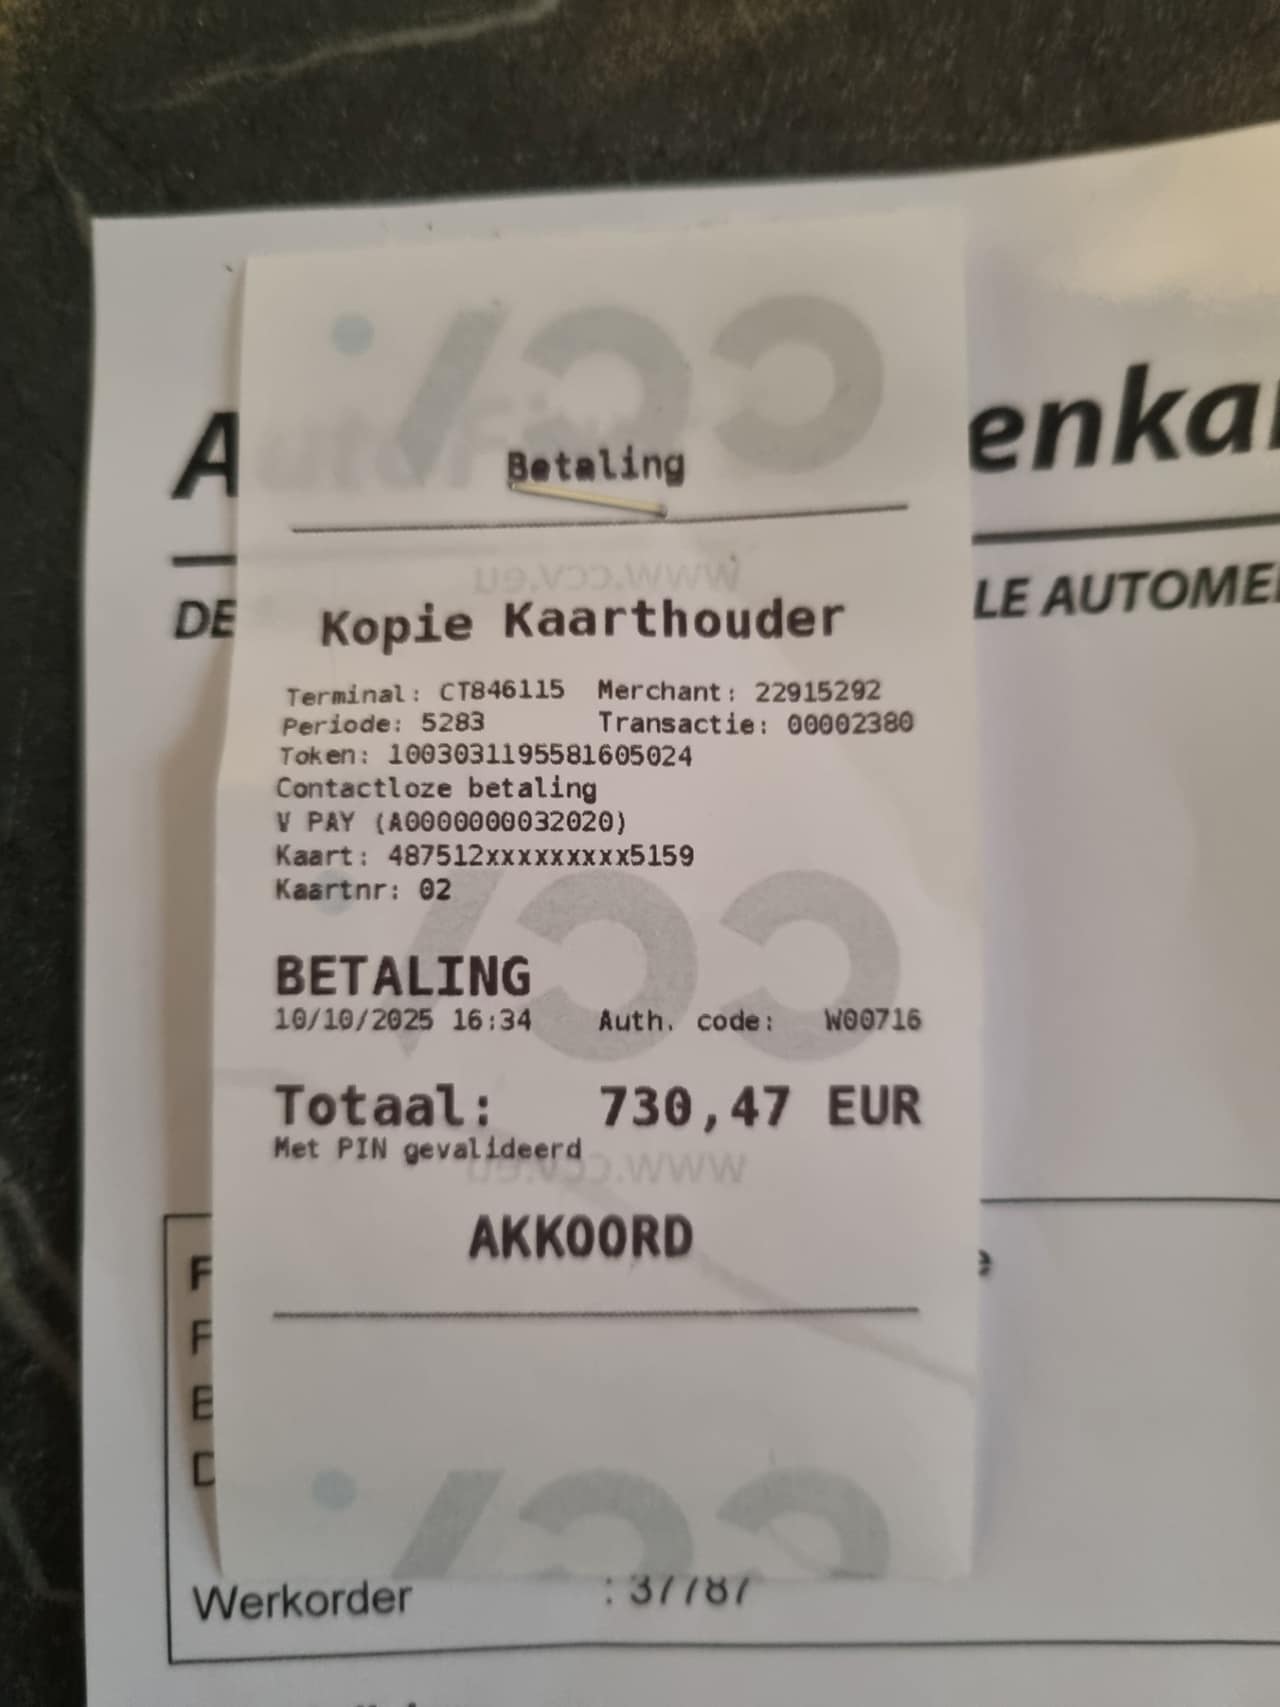 Betaling
enka
DE
LE AUTOME
www.ccv.eu
Kopie Kaarthouder
Terminal: CT846115 Merchant: 22915292
Periode: 5283 Transactie: 00002380
Token: 1003031195581605024
Contactloze betaling
V PAY (A0000000032020)
Kaart: 487512xxxxxxxxx5159
Kaartnr: 02
BETALING
10/10/2025 16:34 Auth. code: W00716
Totaal: 730,47 EUR
Met PIN gevalideerd
www.ccv.eu
AKKOORD
Werkorder : 37787